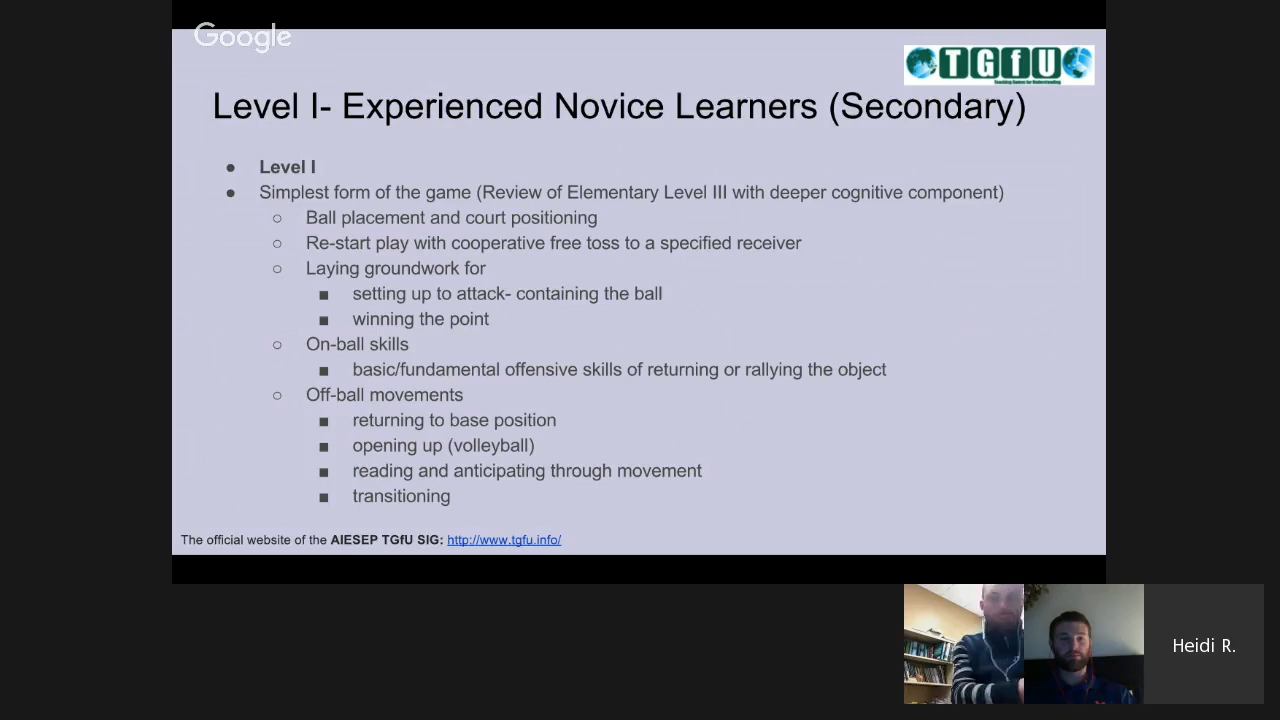 Google
TGfU
Teaching Games for Understanding
Level I- Experienced Novice Learners (Secondary)
● Level I
● Simplest form of the game (Review of Elementary Level III with deeper cognitive component)
○ Ball placement and court positioning
○ Re-start play with cooperative free toss to a specified receiver
○ Laying groundwork for
■ setting up to attack- containing the ball
■ winning the point
○ On-ball skills
■ basic/fundamental offensive skills of returning or rallying the object
○ Off-ball movements
■ returning to base position
■ opening up (volleyball)
■ reading and anticipating through movement
■ transitioning
The official website of the AIESEP TGfU SIG: http://www.tgfu.info/
Heidi R.